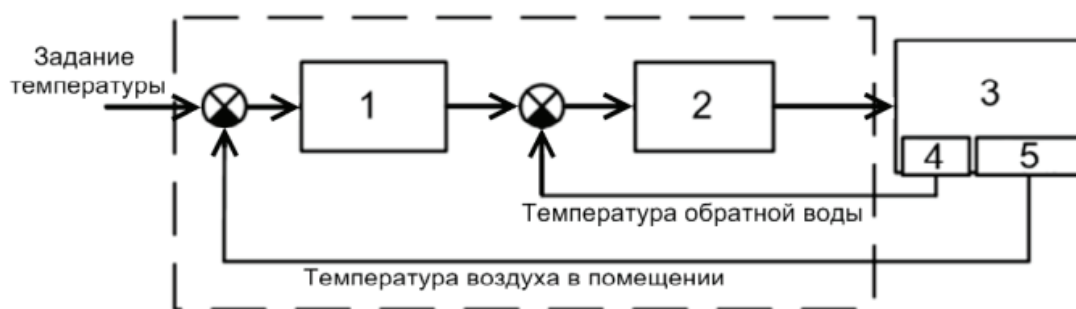 Задание
температуры
1
2
3
4
5
Температура обратной воды
Температура воздуха в помещении